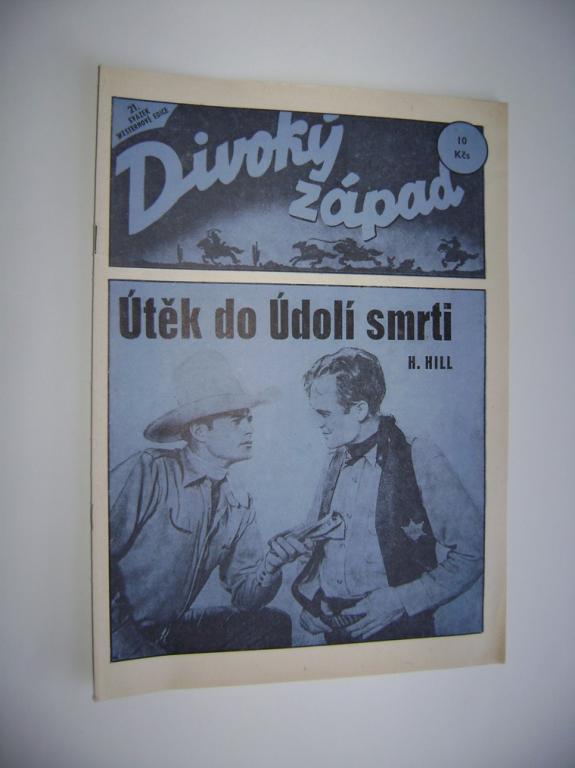 21.
SVAZEK
WESTERNOVÉ EDICE
Divoký
západ
10
Kčs
Útěk do Údolí smrti
H. HILL